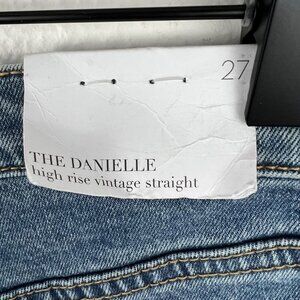 27
THE DANIELLE
high rise vintage straight